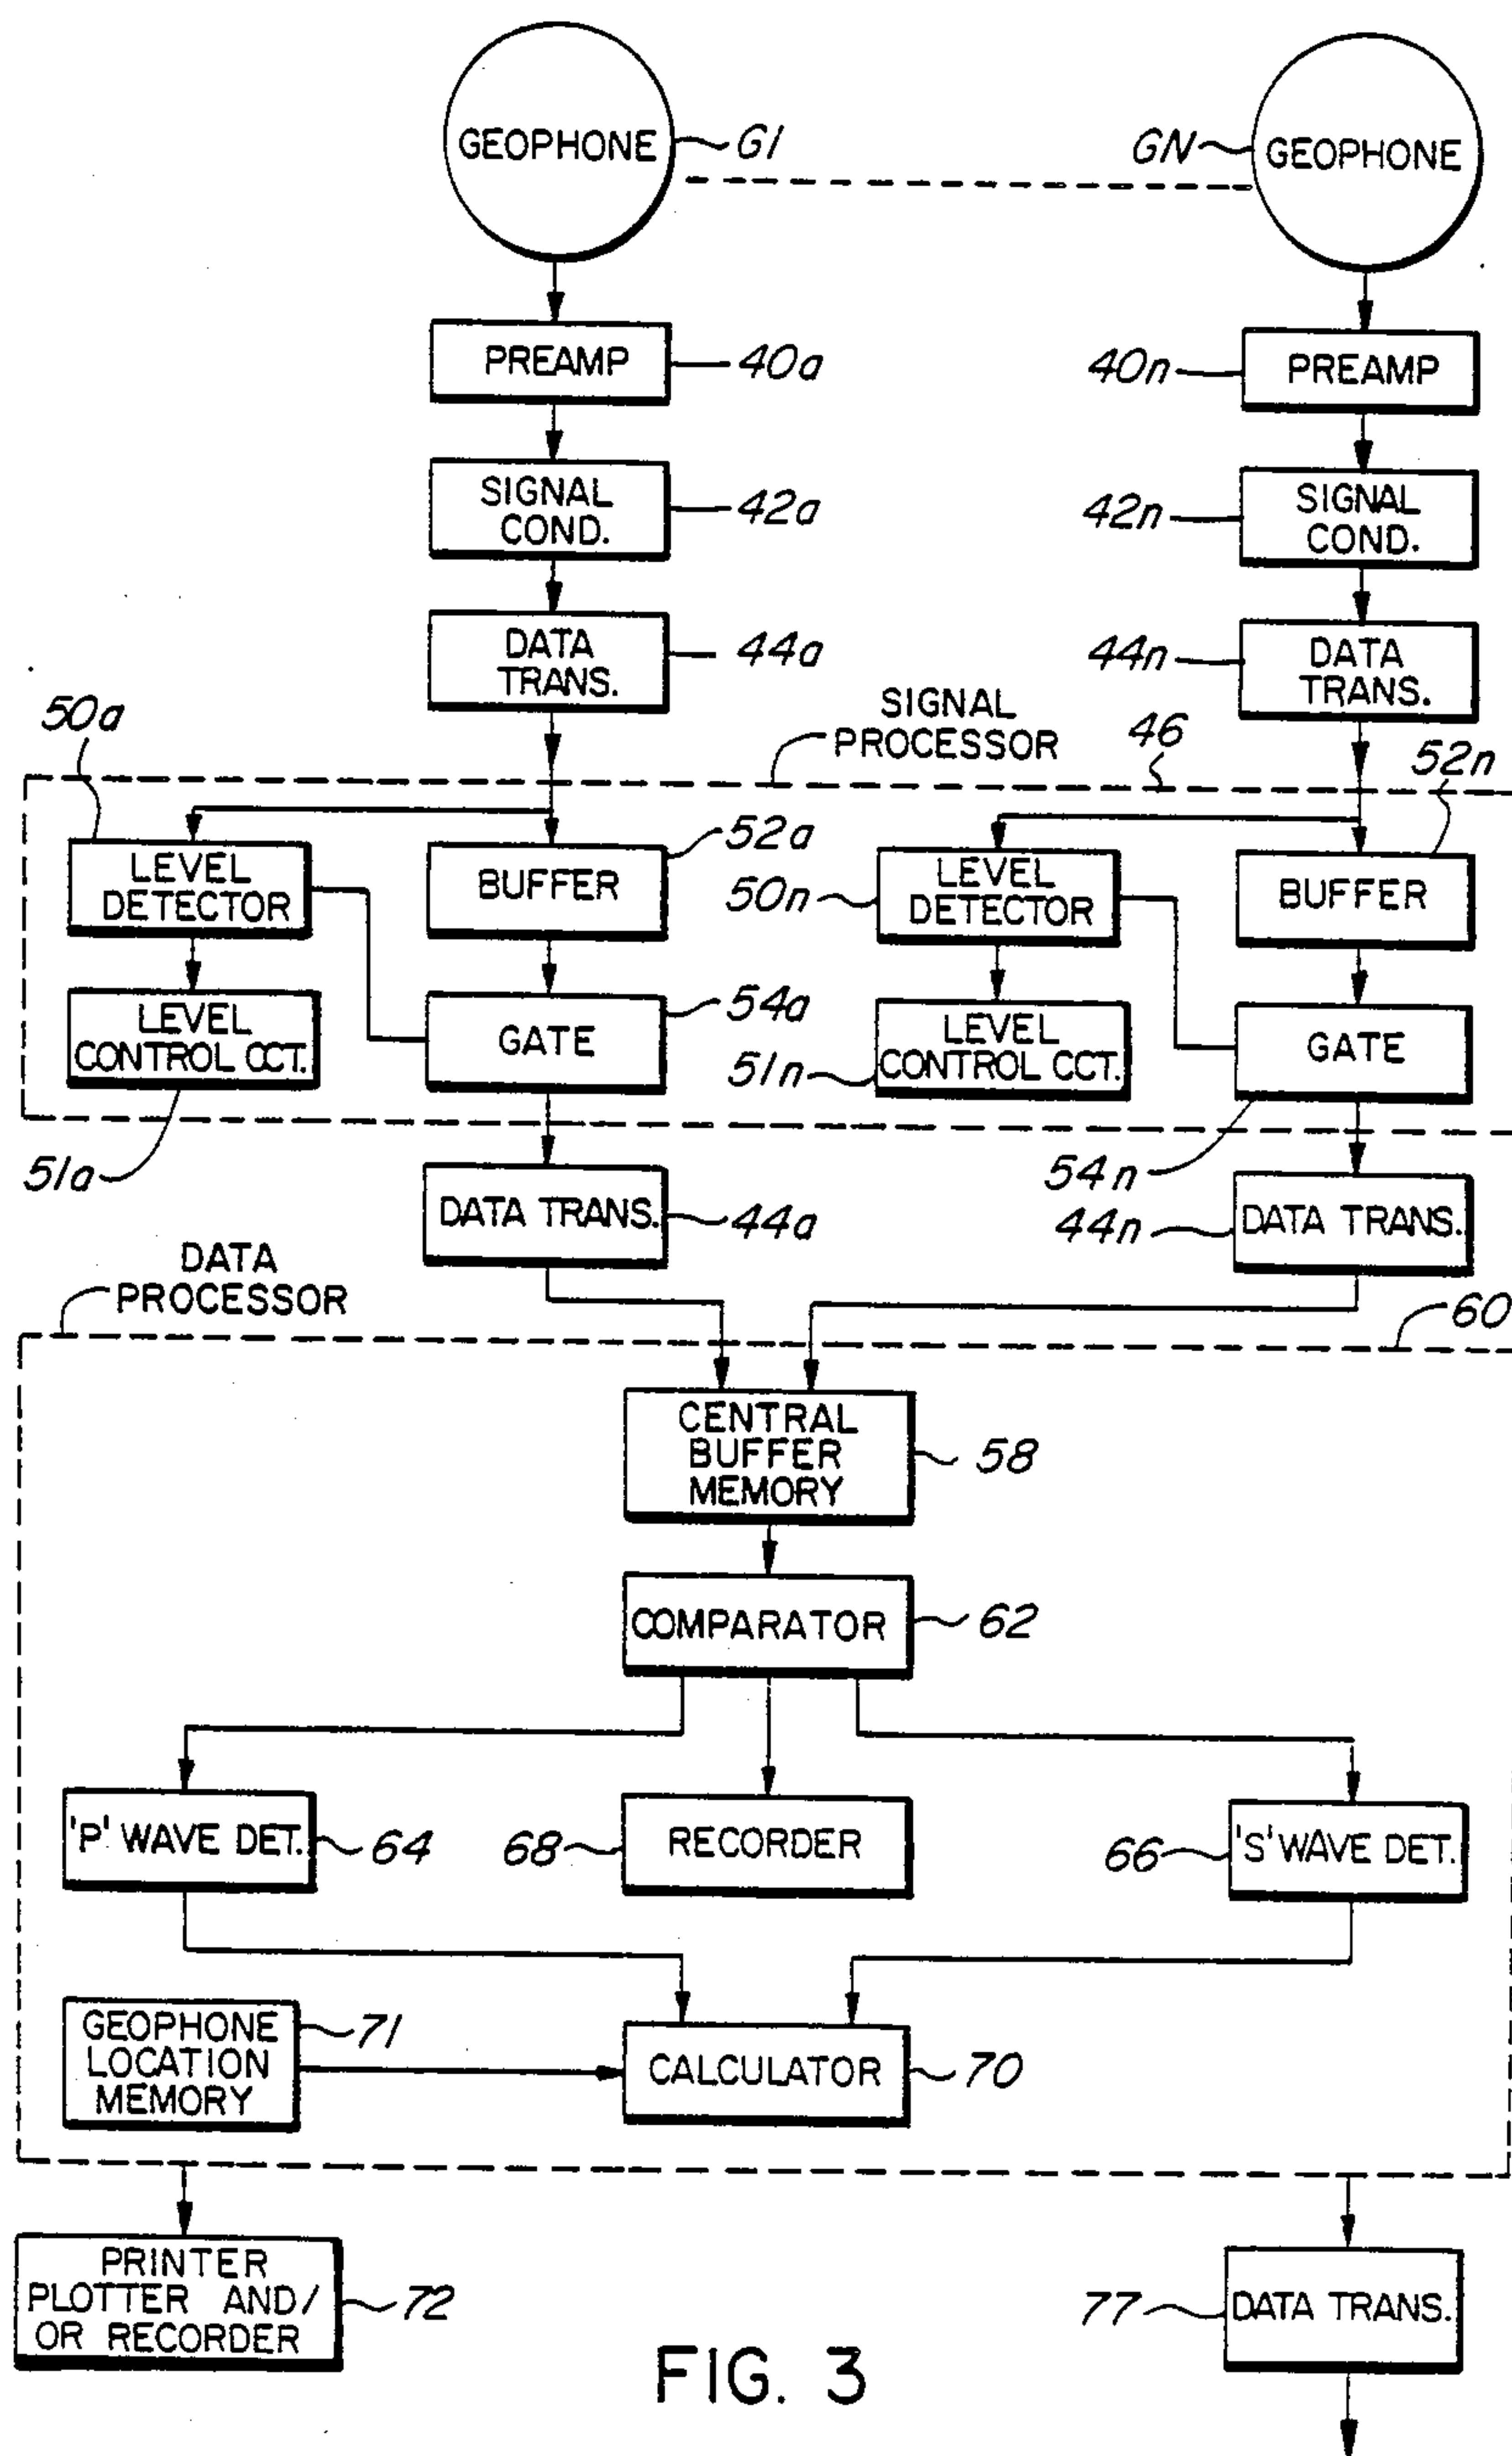 GEOPHONE
G1
GN
GEOPHONE
PREAMP
40a
40n
PREAMP
SIGNAL
COND.
42a
42n
SIGNAL
COND.
DATA
TRANS.
44a
44n
DATA
TRANS.
50a
SIGNAL
PROCESSOR
46
52n
LEVEL
DETECTOR
BUFFER
52a
50n
LEVEL
DETECTOR
BUFFER
LEVEL
CONTROL CCT.
GATE
54a
51n
LEVEL
CONTROL CCT.
GATE
51a
54n
DATA TRANS.
44a
44n
DATA TRANS.
DATA
PROCESSOR
60
CENTRAL
BUFFER
MEMORY
58
COMPARATOR
62
'P' WAVE DET.
64
68
RECORDER
66
'S' WAVE DET.
GEOPHONE
LOCATION
MEMORY
71
CALCULATOR
70
PRINTER
PLOTTER AND/
OR RECORDER
72
77
DATA TRANS.
FIG. 3